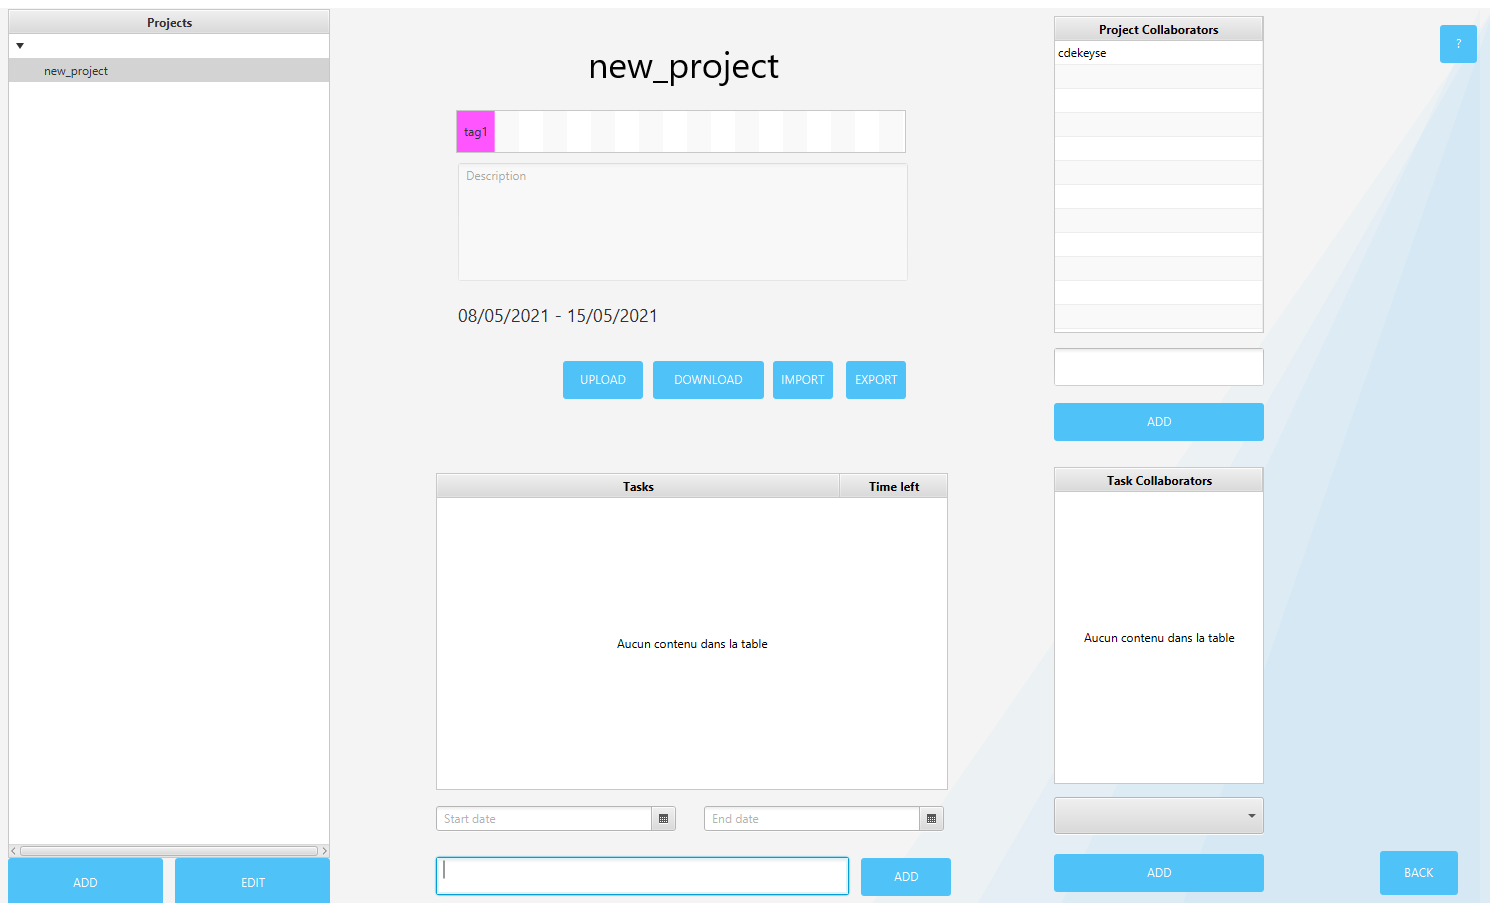 Projects
new_project
ADD
EDIT
new_project
tag1
Description
08/05/2021 - 15/05/2021
UPLOAD
DOWNLOAD
IMPORT
EXPORT
Tasks
Time left
Aucun contenu dans la table
Start date
End date
ADD
Project Collaborators
cdekeyse
ADD
Task Collaborators
Aucun contenu dans la table
ADD
?
BACK